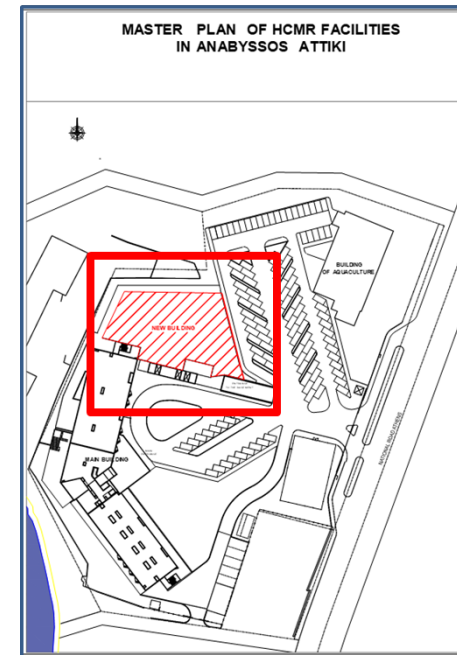 MASTER PLAN OF HCMR FACILITIES
IN ANABYSSOS ATTIKI
BUILDING
OF AQUACULTURE
NEW BUILDING
MAIN BUILDING
NATIONAL ROAD ATHENS